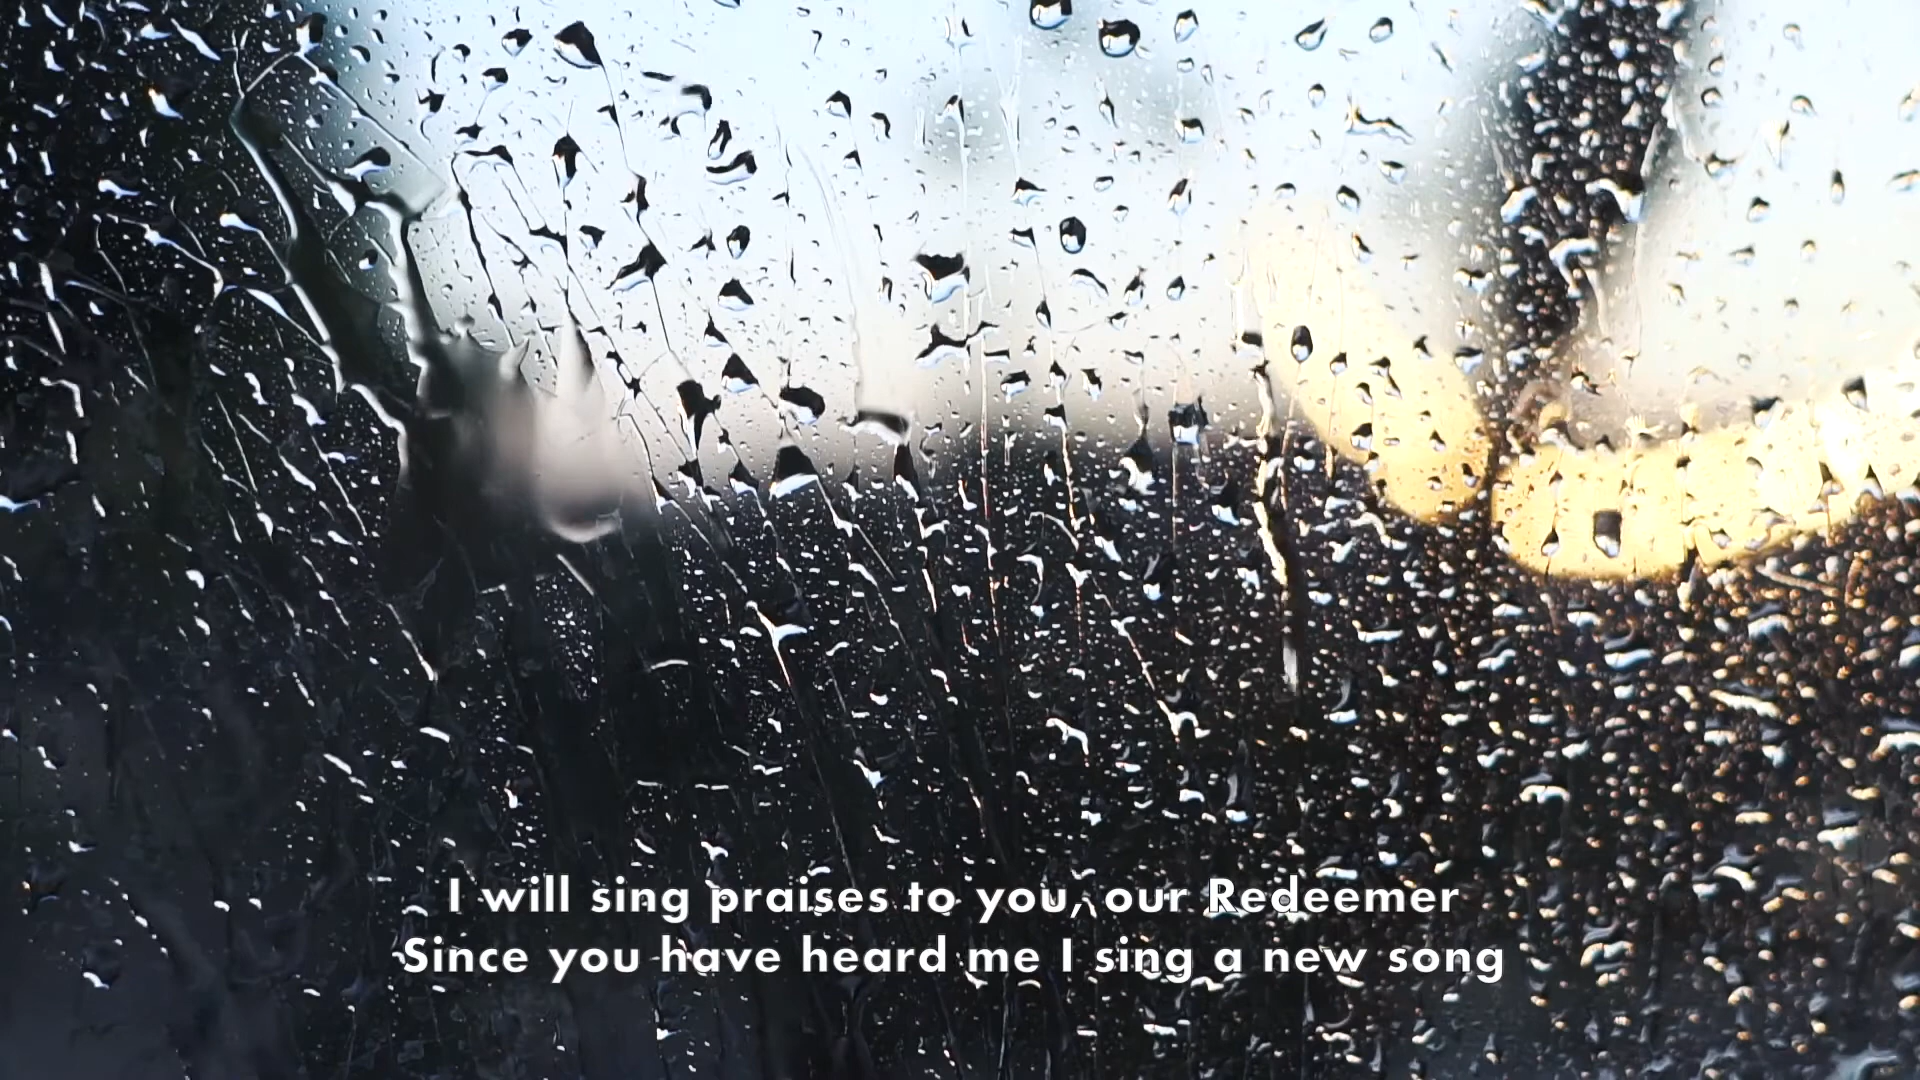 I will sing praises to you, our Redeemer
Since you have heard me I sing a new song